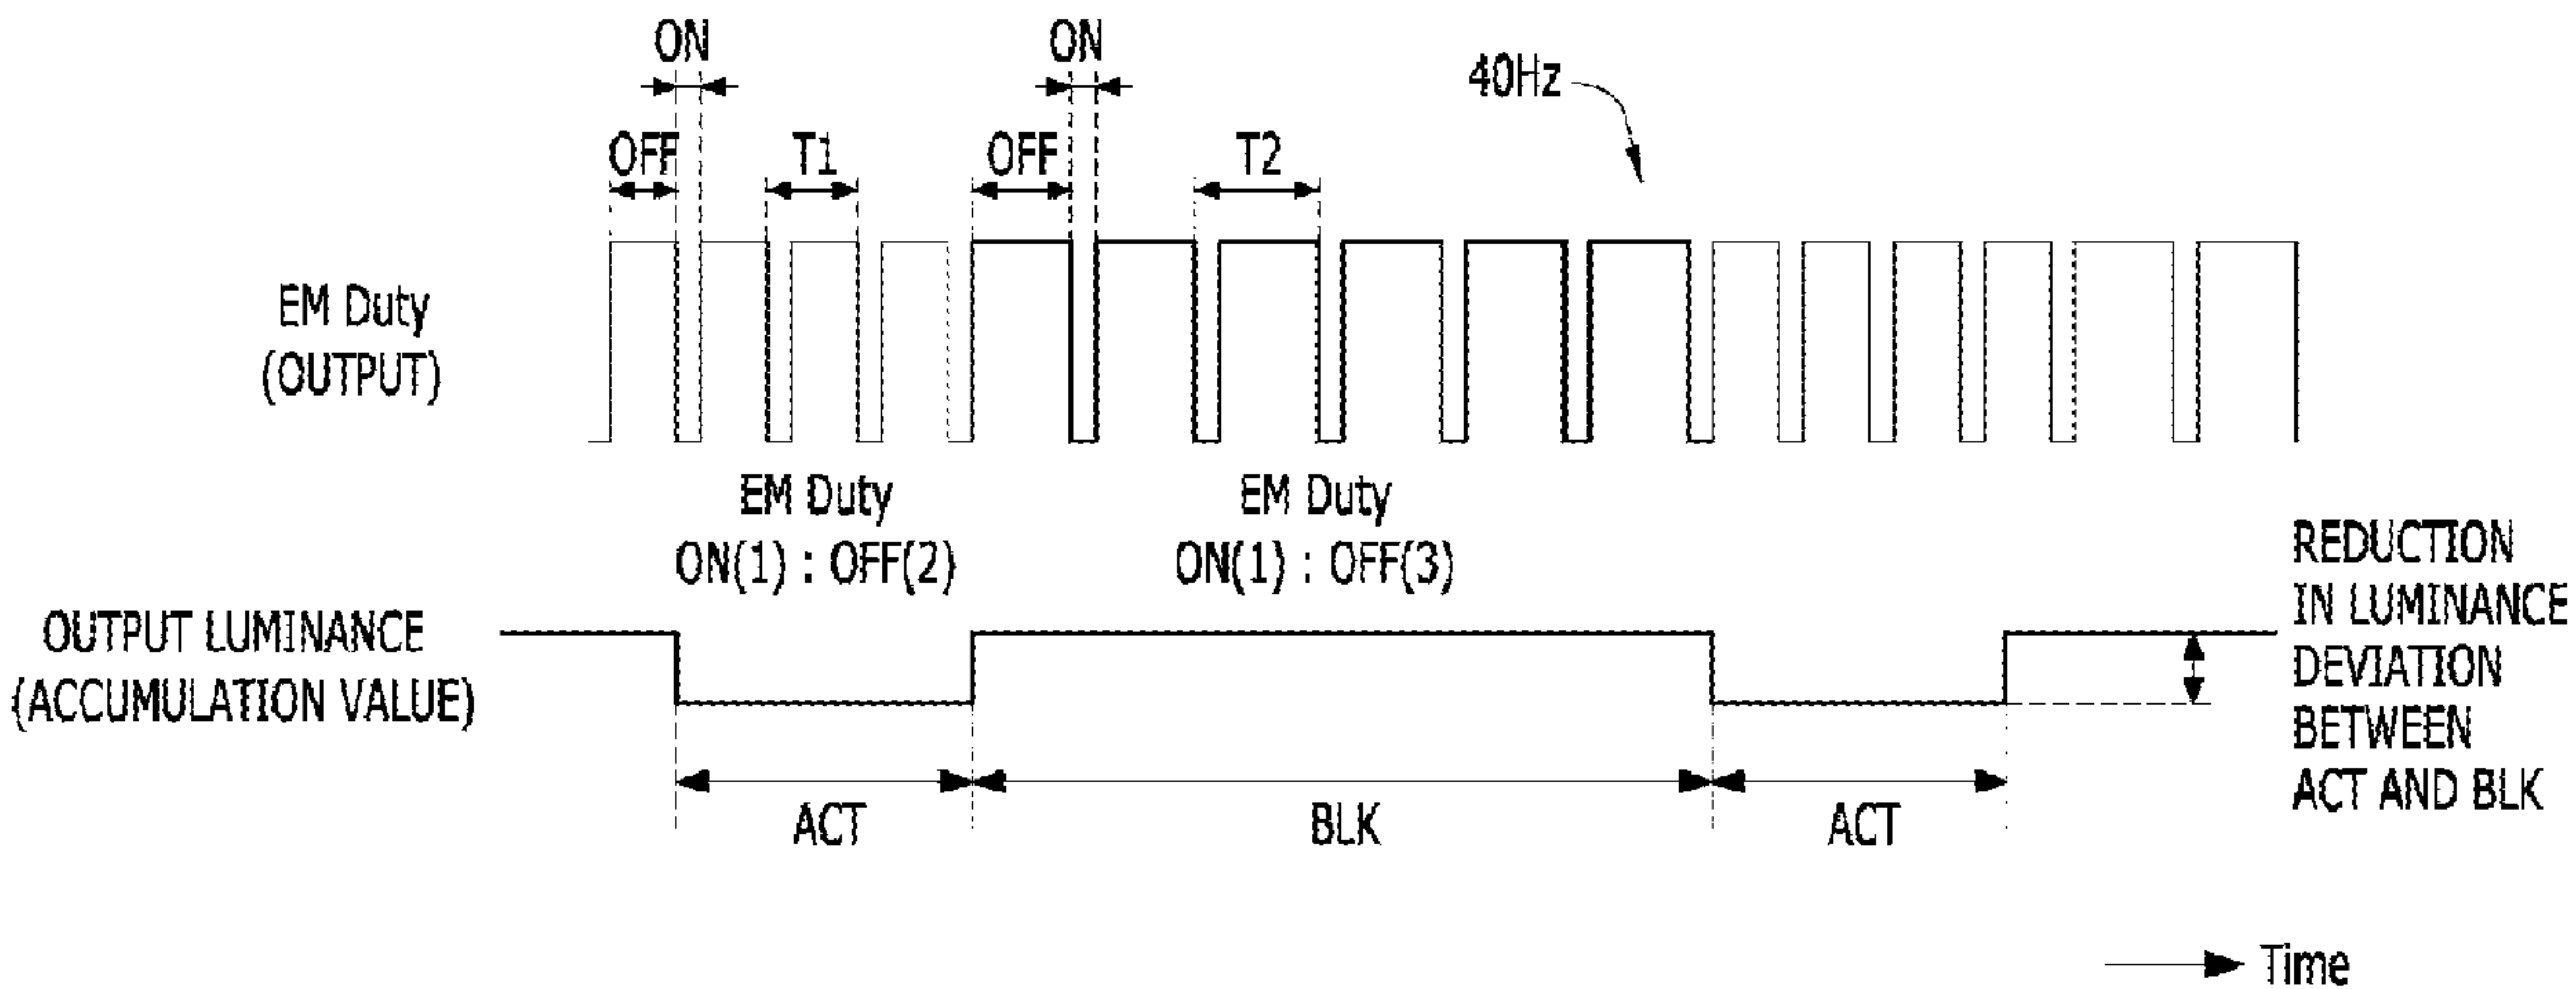 ON
ON
40Hz
OFF
T1
OFF
T2
EM Duty
(OUTPUT)
EM Duty
ON(1) : OFF(2)
EM Duty
ON(1) : OFF(3)
OUTPUT LUMINANCE
(ACCUMULATION VALUE)
REDUCTION
IN LUMINANCE
DEVIATION
BETWEEN
ACT AND BLK
ACT
BLK
ACT
Time